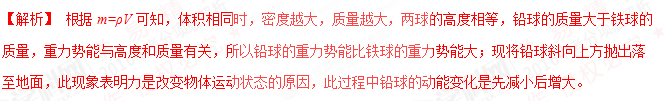 【解析】 根据 m=ρV 可知，体积相同时，密度越大，质量越大，两球的高度相等，铅球的质量大于铁球的
质量，重力势能与高度和质量有关，所以铅球的重力势能比铁球的重力势能大；现将铅球斜向上方抛出落
至地面，此现象表明力是改变物体运动状态的原因，此过程中铅球的动能变化是先减小后增大。